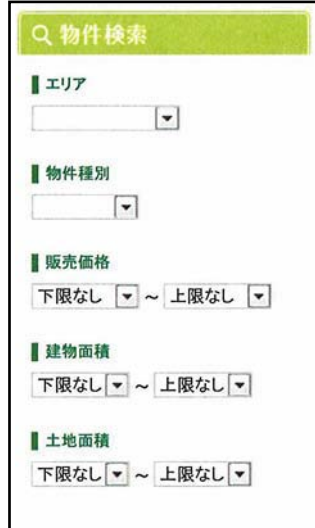 物件検索
エリア
物件種別
販売価格
下限なし ～ 上限なし
建物面積
下限なし ～ 上限なし
土地面積
下限なし ～ 上限なし